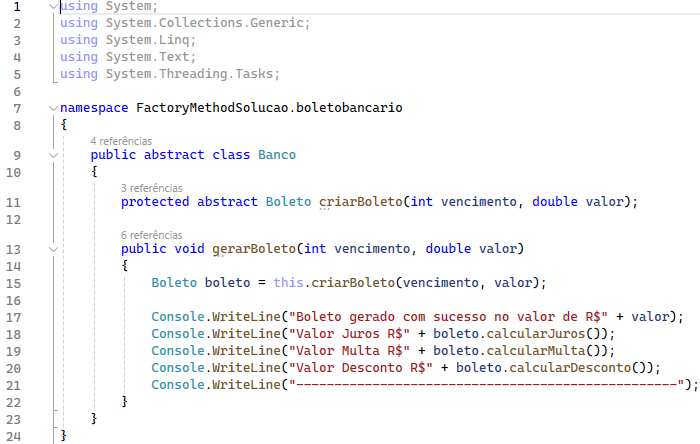 1 using System;
2 using System.Collections.Generic;
3 using System.Linq;
4 using System.Text;
5 using System.Threading.Tasks;
6
7 namespace FactoryMethodSolucao.boletobancario
8 {
4 referências
9 public abstract class Banco
10 {
3 referências
11 protected abstract Boleto criarBoleto(int vencimento, double valor);
12
6 referências
13 public void gerarBoleto(int vencimento, double valor)
14 {
15 Boleto boleto = this.criarBoleto(vencimento, valor);
16
17 Console.WriteLine("Boleto gerado com sucesso no valor de R$" + valor);
18 Console.WriteLine("Valor Juros R$" + boleto.calcularJuros());
19 Console.WriteLine("Valor Multa R$" + boleto.calcularMulta());
20 Console.WriteLine("Valor Desconto R$" + boleto.calcularDesconto());
21 Console.WriteLine("--------------------------------------------------");
22 }
23 }
24 }